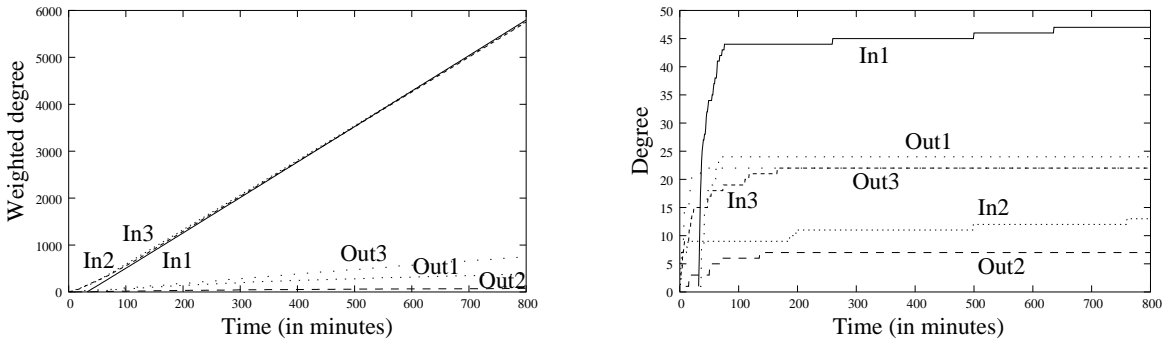 6000
5000
4000
3000
2000
1000
0
0 100 200 300 400 500 600 700 800
Weighted degree
Time (in minutes)
In2
In3
In1
Out3
Out1
Out2
50
45
40
35
30
25
20
15
10
5
0
0 100 200 300 400 500 600 700 800
Degree
Time (in minutes)
In1
Out1
Out3
In3
In2
Out2